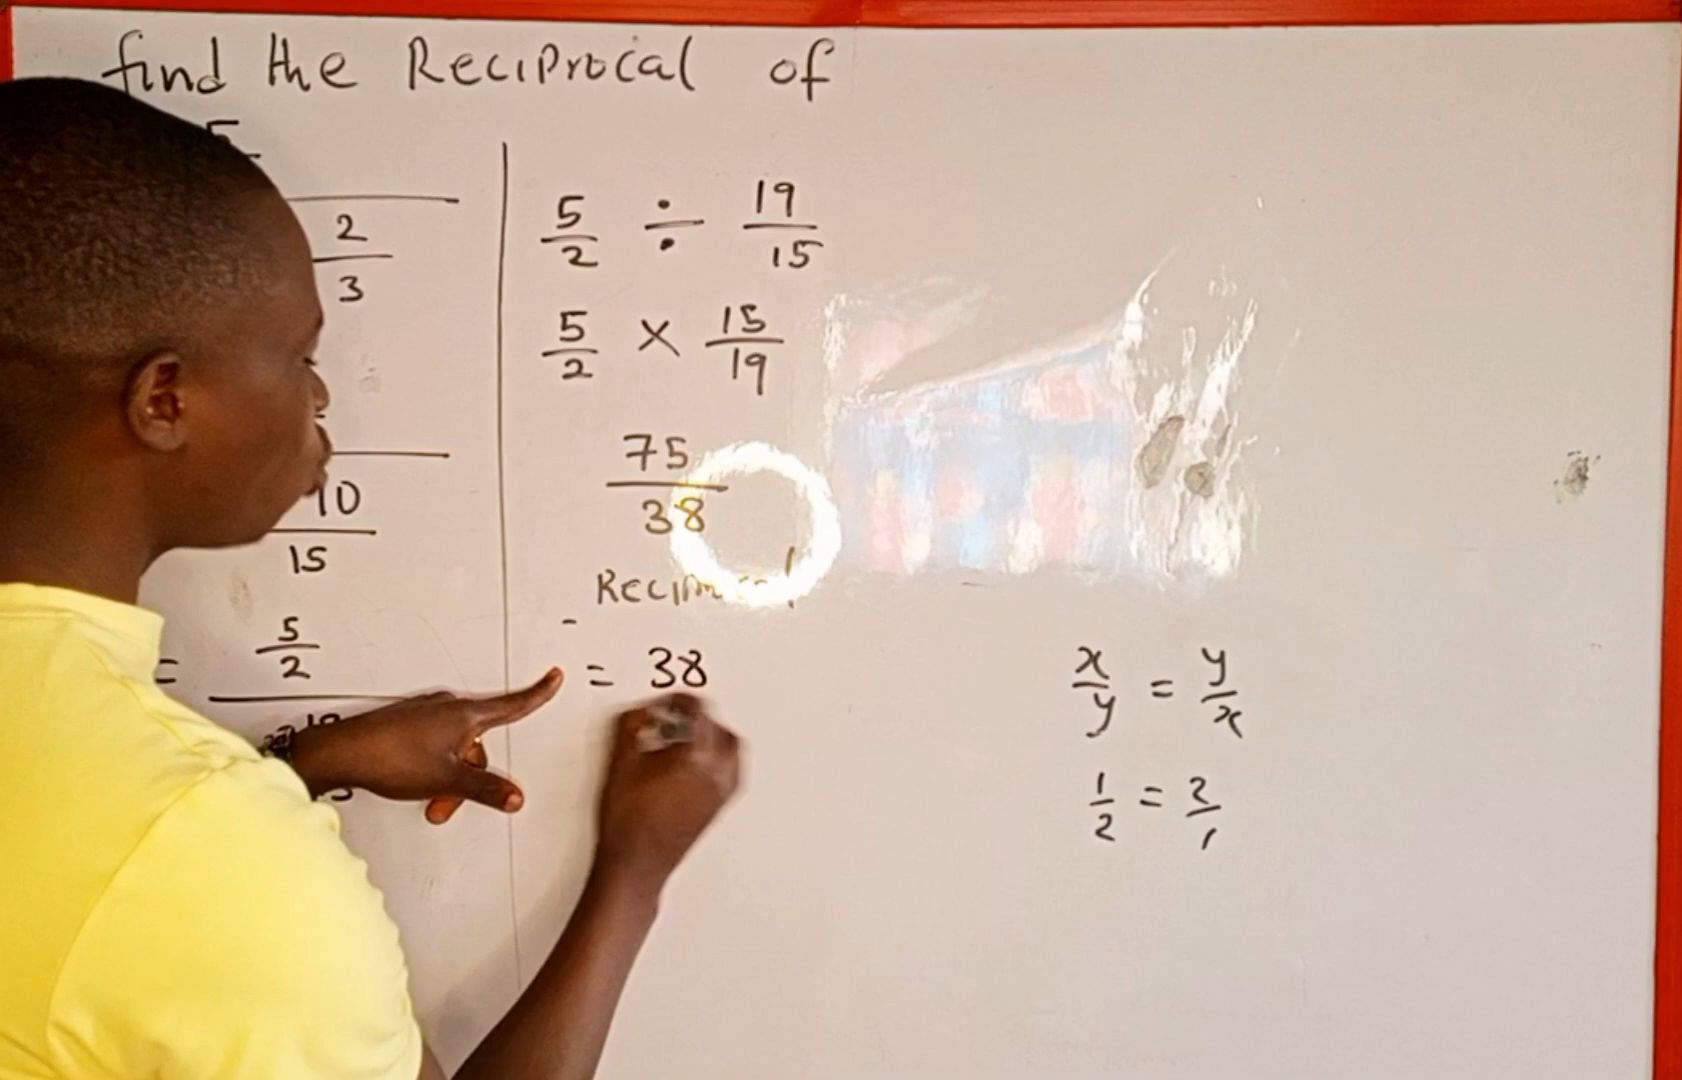 find the Reciprocal of
5
2
3
10
15
= 5/2
5/2 ÷ 19/15
5/2 × 15/19
75/38
= 38
x/y = y/x
1/2 = 2/1